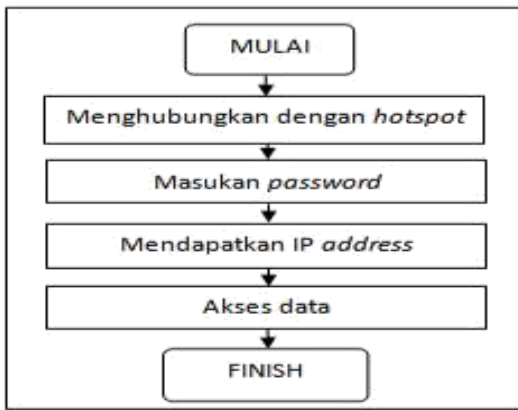 MULAI
Menghubungkan dengan hotspot
Masukan password
Mendapatkan IP address
Akses data
FINISH